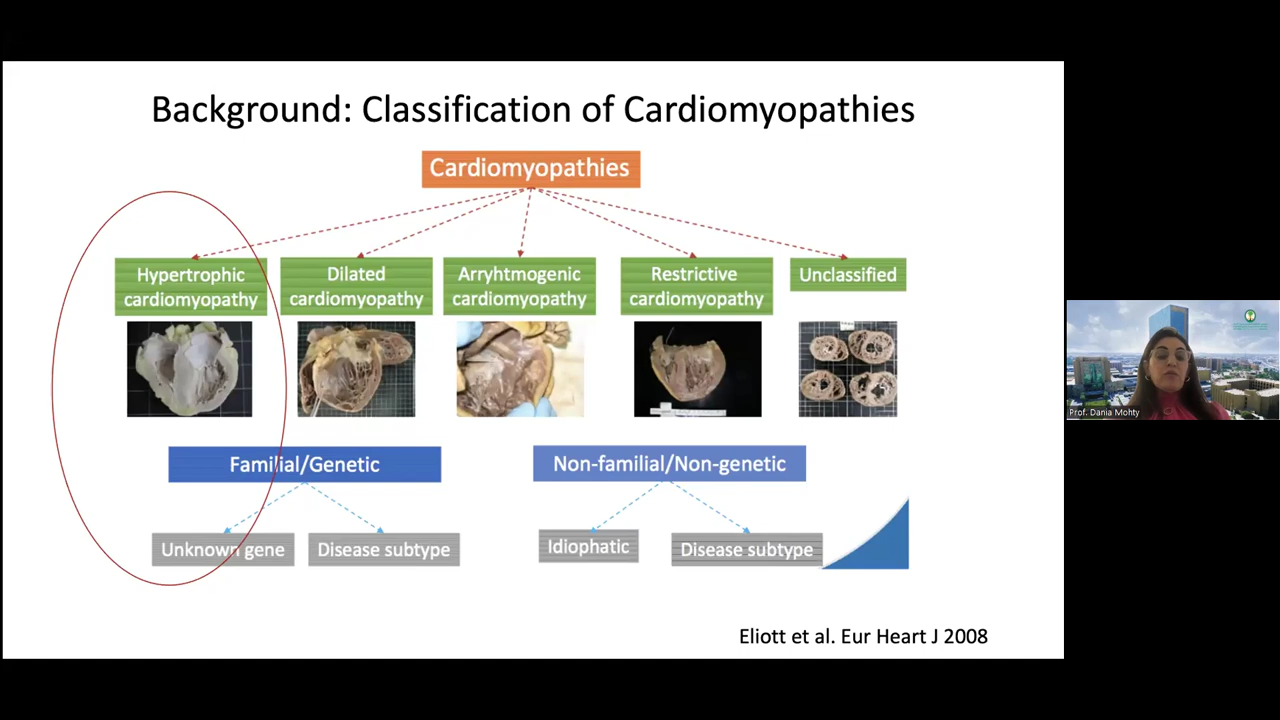 Background: Classification of Cardiomyopathies
Cardiomyopathies
Hypertrophic
cardiomyopathy
Dilated
cardiomyopathy
Arryhtmogenic
cardiomyopathy
Restrictive
cardiomyopathy
Unclassified
Familial/Genetic
Non-familial/Non-genetic
Unknown gene
Disease subtype
Idiophatic
Disease subtype
Eliott et al. Eur Heart J 2008
Prof. Dania Mohty